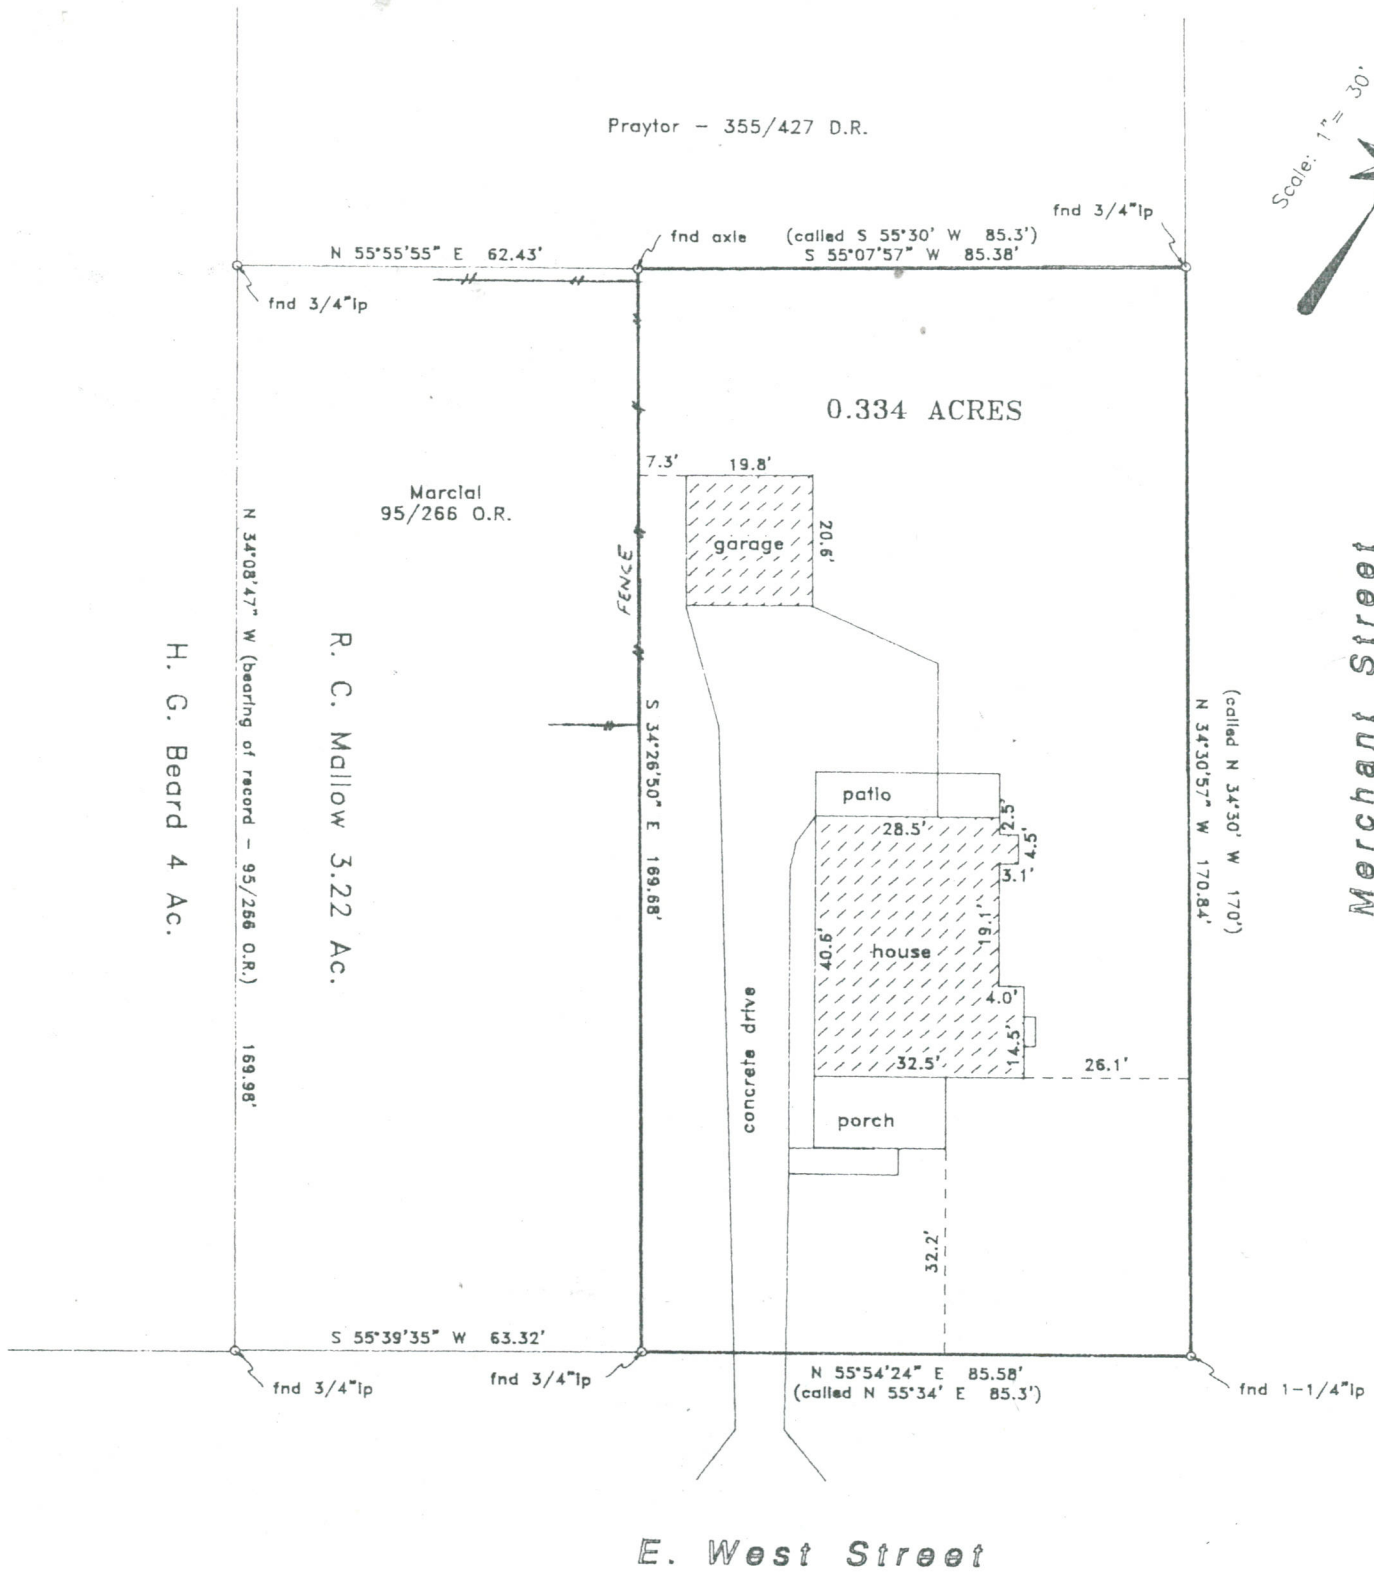 Scale: 1"= 30'
Praytor - 355/427 D.R.
fnd 3/4"ip
fnd axle
(called S 55°30' W 85.3')
S 55°07'57" W 85.38'
N 55°55'55" E 62.43'
fnd 3/4"ip
0.334 ACRES
7.3'
19.8'
Marcial
95/266 O.R.
garage
20.6'
FENCE
N 34°08'47" W (bearing of record - 95/266 O.R.) 169.98'
H. G. Beard 4 Ac.
R. C. Mallow 3.22 Ac.
S 34°26'50" E 169.68'
(called N 34°30' W 170')
N 34°30'57" W 170.84'
Merchant Street
patio
28.5'
2.5'
4.5'
3.1'
19.1'
40.6'
house
4.0'
14.5'
32.5'
26.1'
concrete drive
porch
32.2'
S 55°39'35" W 63.32'
fnd 3/4"ip
fnd 3/4"ip
N 55°54'24" E 85.58'
(called N 55°34' E 85.3')
fnd 1-1/4"ip
E. West Street